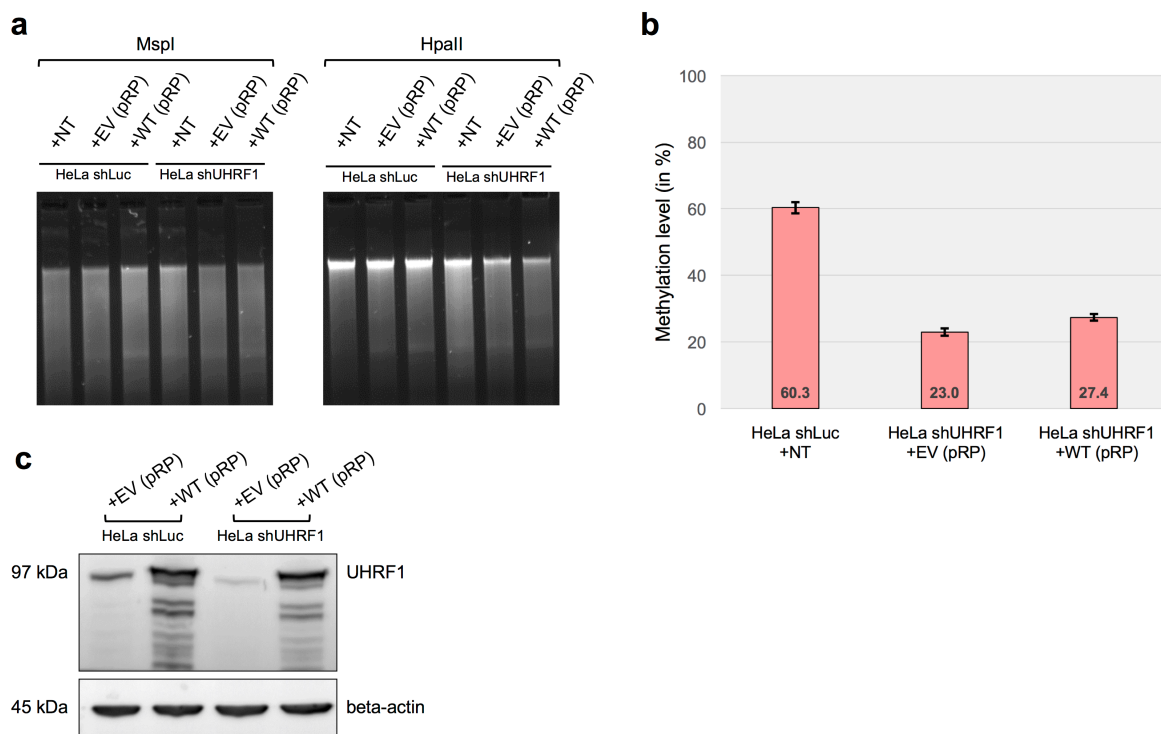 a
MspI
HpaII
+NT
+EV (pRP)
+WT (pRP)
+NT
+EV (pRP)
+WT (pRP)
+NT
+EV (pRP)
+WT (pRP)
+NT
+EV (pRP)
+WT (pRP)
HeLa shLuc
HeLa shUHRF1
HeLa shLuc
HeLa shUHRF1
b
Methylation level (in %)
100
80
60
40
20
0
60.3
23.0
27.4
HeLa shLuc
+NT
HeLa shUHRF1
+EV (pRP)
HeLa shUHRF1
+WT (pRP)
c
+EV (pRP)
+WT (pRP)
+EV (pRP)
+WT (pRP)
HeLa shLuc
HeLa shUHRF1
97 kDa
UHRF1
45 kDa
beta-actin